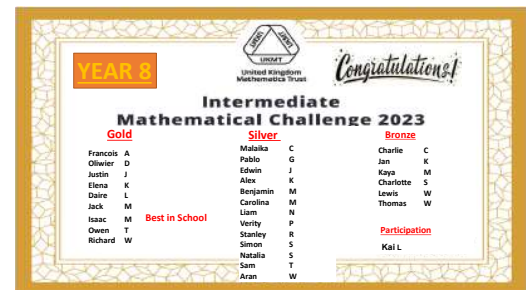 YEAR 8
UKMT
United Kingdom
Mathematics Trust
Congratulations!
Intermediate
Mathematical Challenge 2023
Gold
Francois A
Oliwier D
Justin J
Elena K
Daire L
Jack M
Isaac M Best in School
Owen T
Richard W
Silver
Malaika C
Pablo G
Edwin J
Alex K
Benjamin M
Carolina M
Liam N
Verity P
Stanley R
Simon S
Natalia S
Sam T
Aran W
Bronze
Charlie C
Jan K
Kaya M
Charlotte S
Lewis W
Thomas W
Participation
Kai L